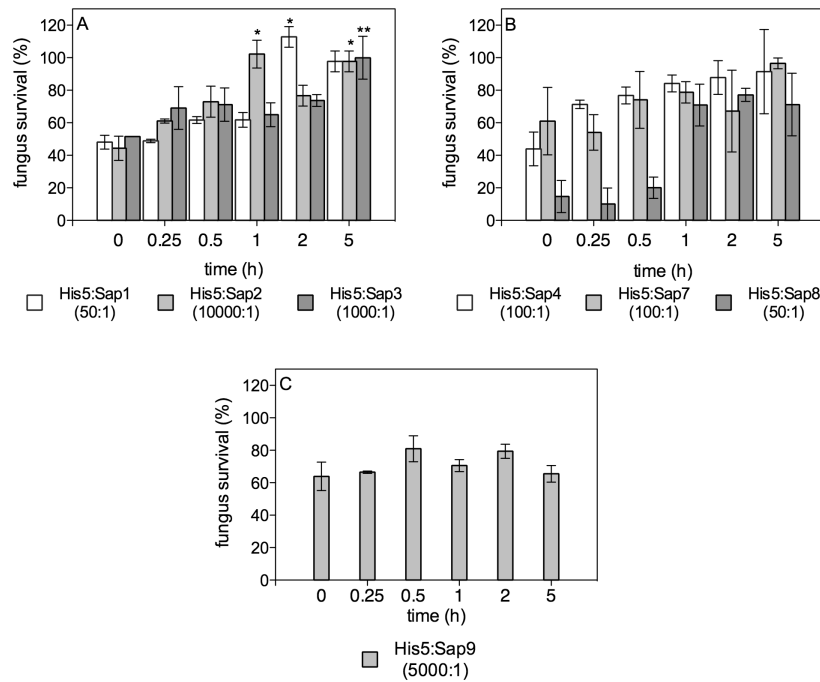 A
fungus survival (%)
120
100
80
60
40
20
0
* * * **
0 0.25 0.5 1 2 5
time (h)
His5:Sap1 His5:Sap2 His5:Sap3
(50:1) (10000:1) (1000:1)
B
fungus survival (%)
120
100
80
60
40
20
0
0 0.25 0.5 1 2 5
time (h)
His5:Sap4 His5:Sap7 His5:Sap8
(100:1) (100:1) (50:1)
C
fungus survival (%)
120
100
80
60
40
20
0
0 0.25 0.5 1 2 5
time (h)
His5:Sap9
(5000:1)